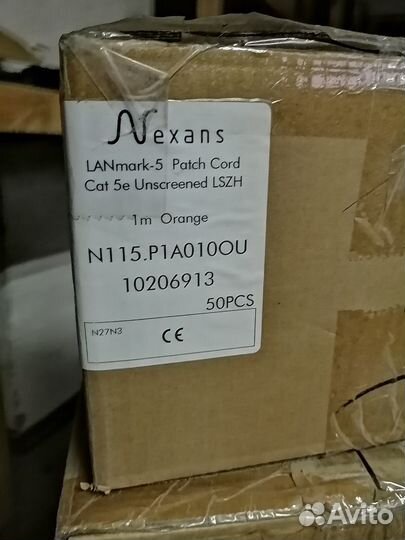 Nexans
LANmark-5 Patch Cord
Cat 5e Unscreened LSZH
1m Orange
N115.P1A010OU
10206913
50PCS
N27N3
CE
Avito